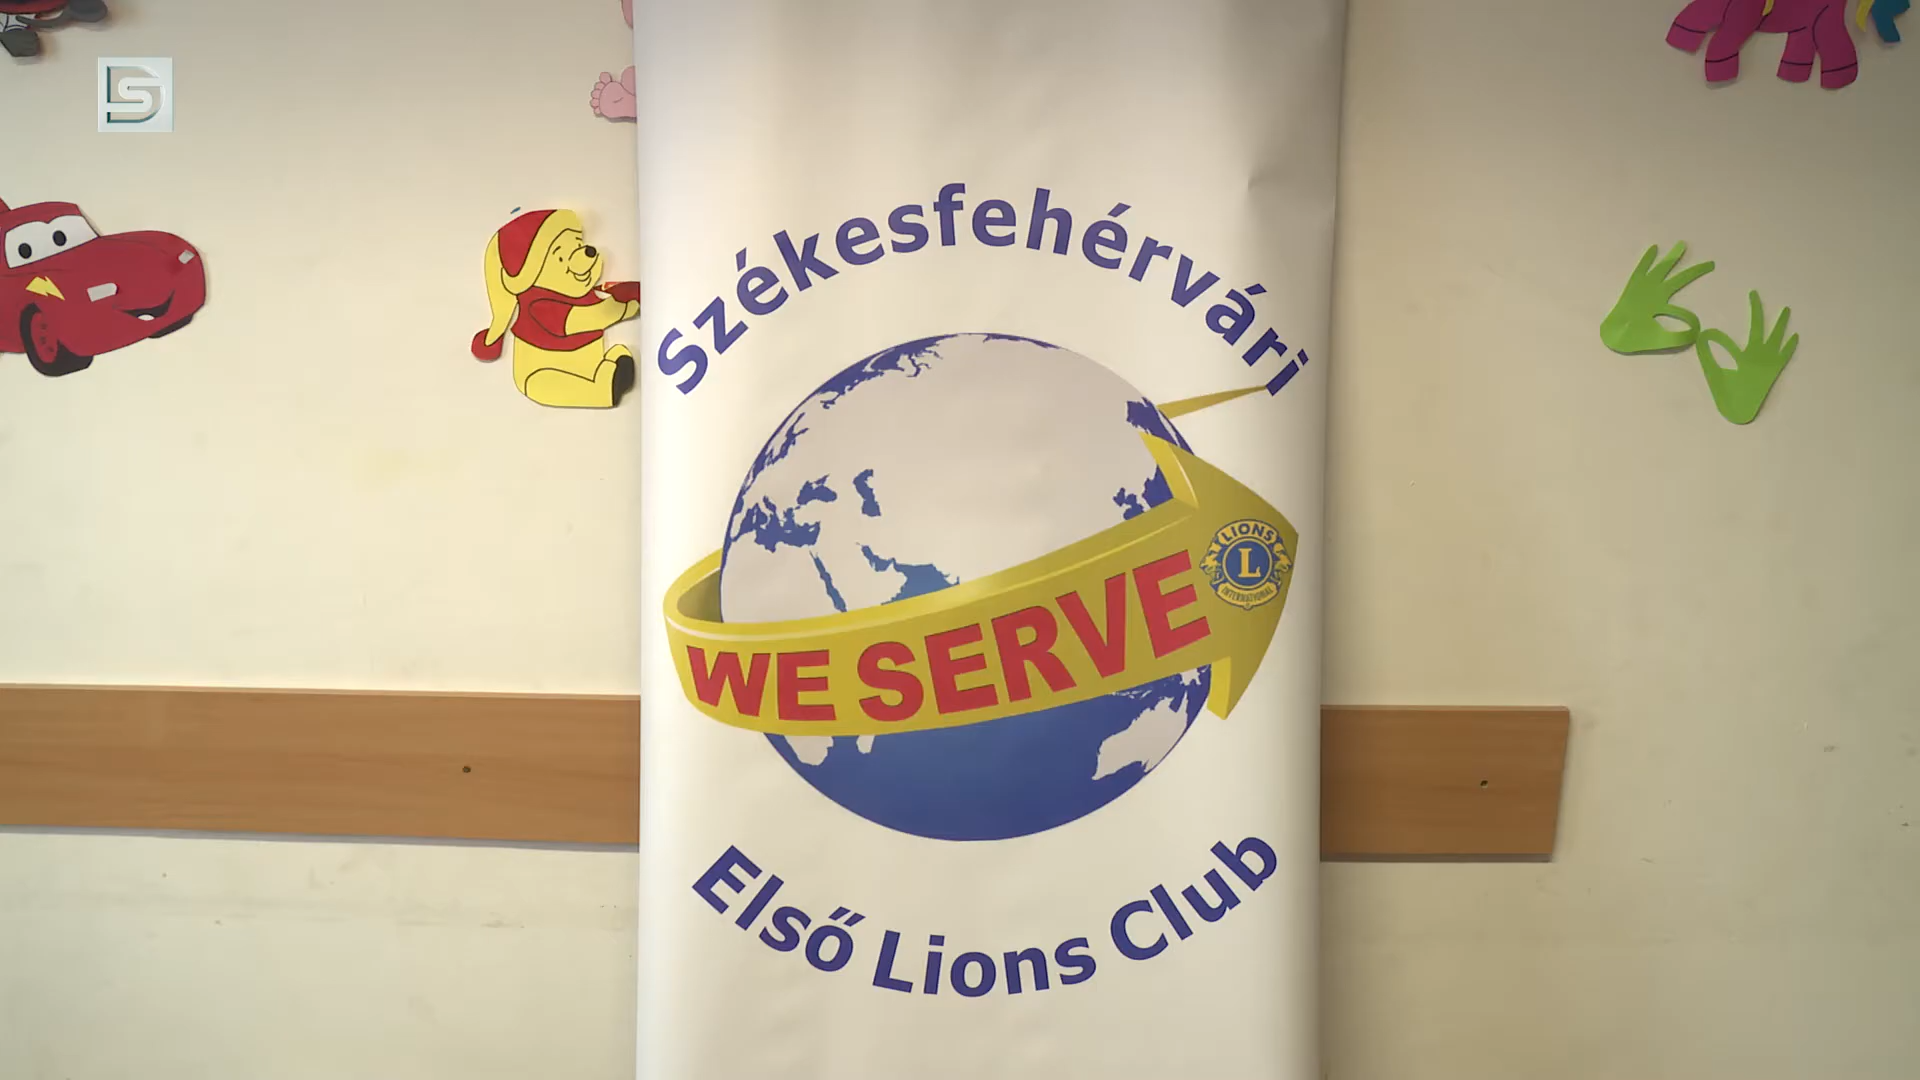 Székesfehérvári
WE SERVE
LIONS
L
INTERNATIONAL
Első Lions Club